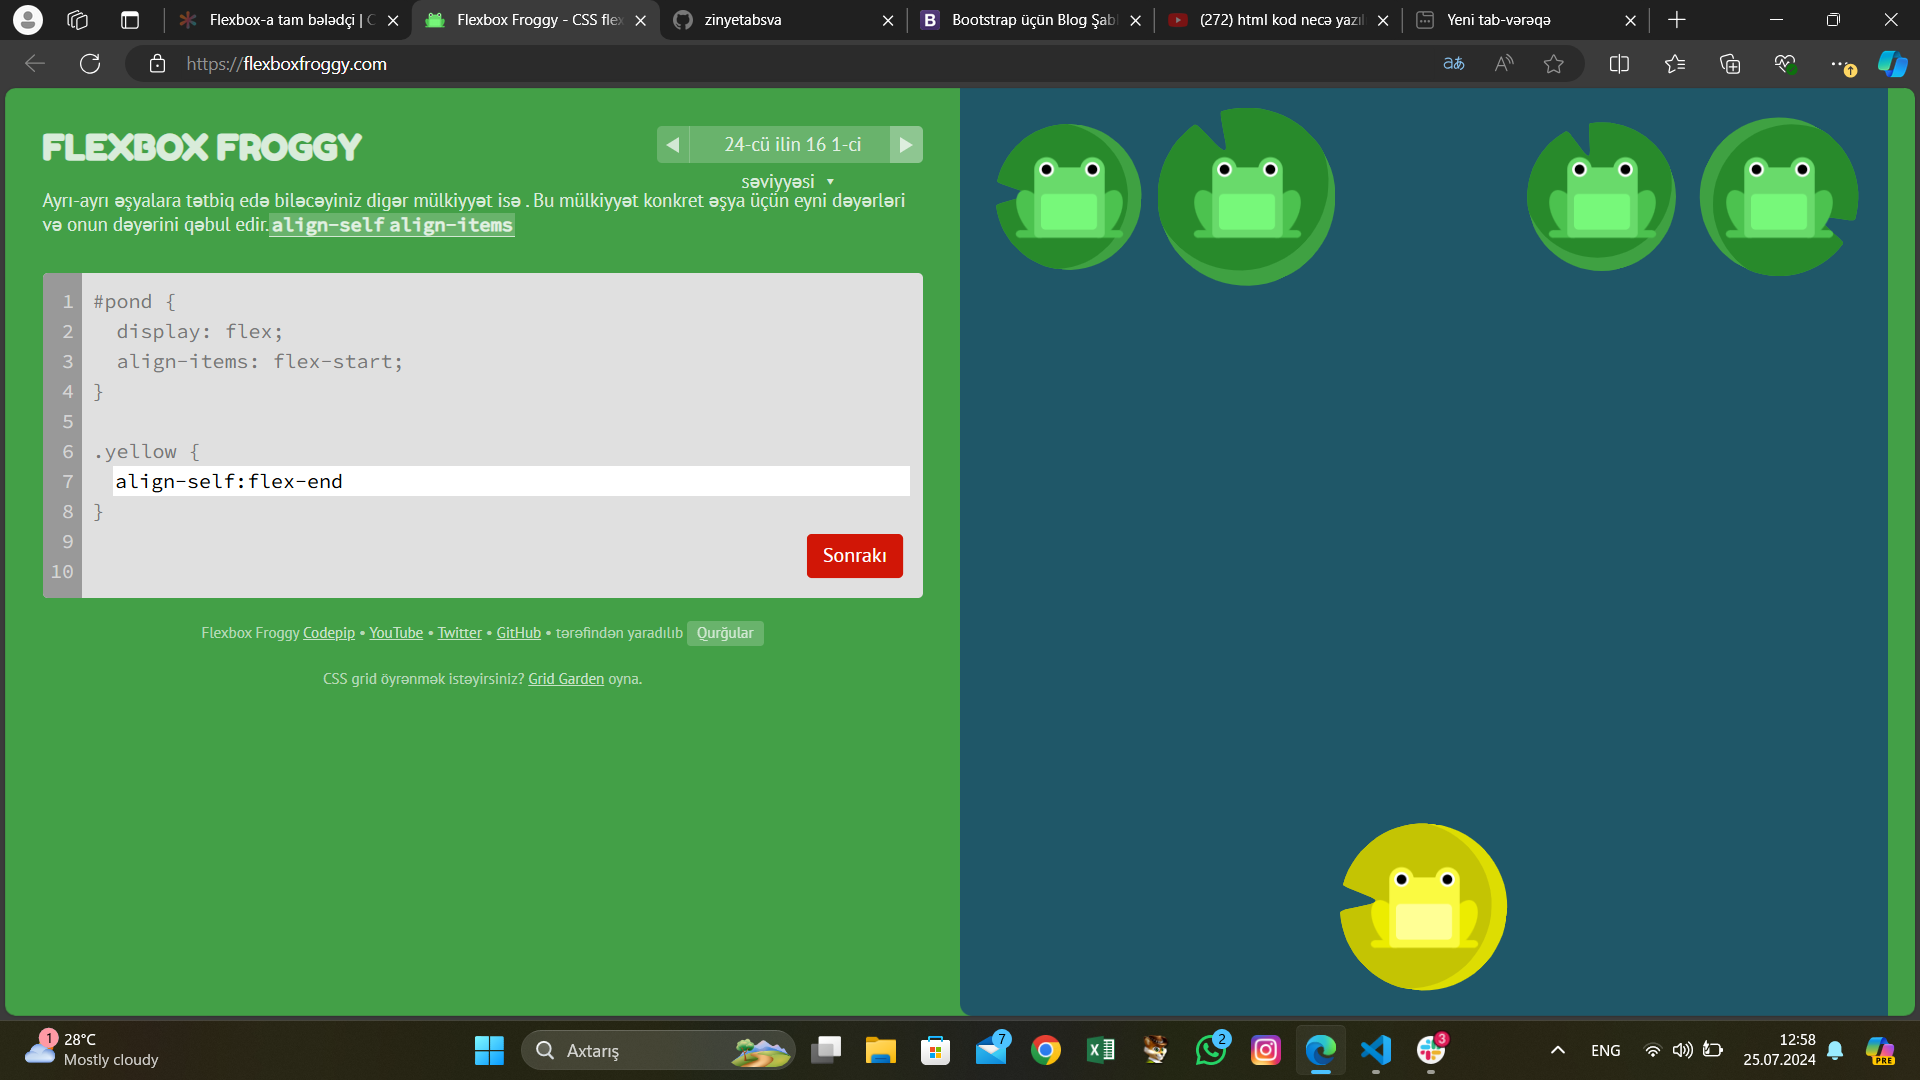 Flexbox-a tam bələdçi | C
Flexbox Froggy - CSS flex
zinyetabsva
Bootstrap üçün Blog Şabl
(272) html kod necə yazılı
Yeni tab-vərəqə
https://flexboxfroggy.com
FLEXBOX FROGGY
24-cü ilin 16 1-ci
səviyyəsi
Ayrı-ayrı əşyalara tətbiq edə biləcəyiniz digər mülkiyyət isə . Bu mülkiyyət konkret əşya üçün eyni dəyərləri
və onun dəyərini qəbul edir. align-self align-items
1 #pond {
2 display: flex;
3 align-items: flex-start;
4 }
5
6 .yellow {
7 align-self:flex-end
8 }
9
10
Sonrakı
Flexbox Froggy Codepip • YouTube • Twitter • GitHub • tərəfindən yaradılıb Qurğular
CSS grid öyrənmək istəyirsiniz? Grid Garden oyna.
1
28°C
Mostly cloudy
Axtarış
7
2
3
ENG
12:58
25.07.2024
PRE